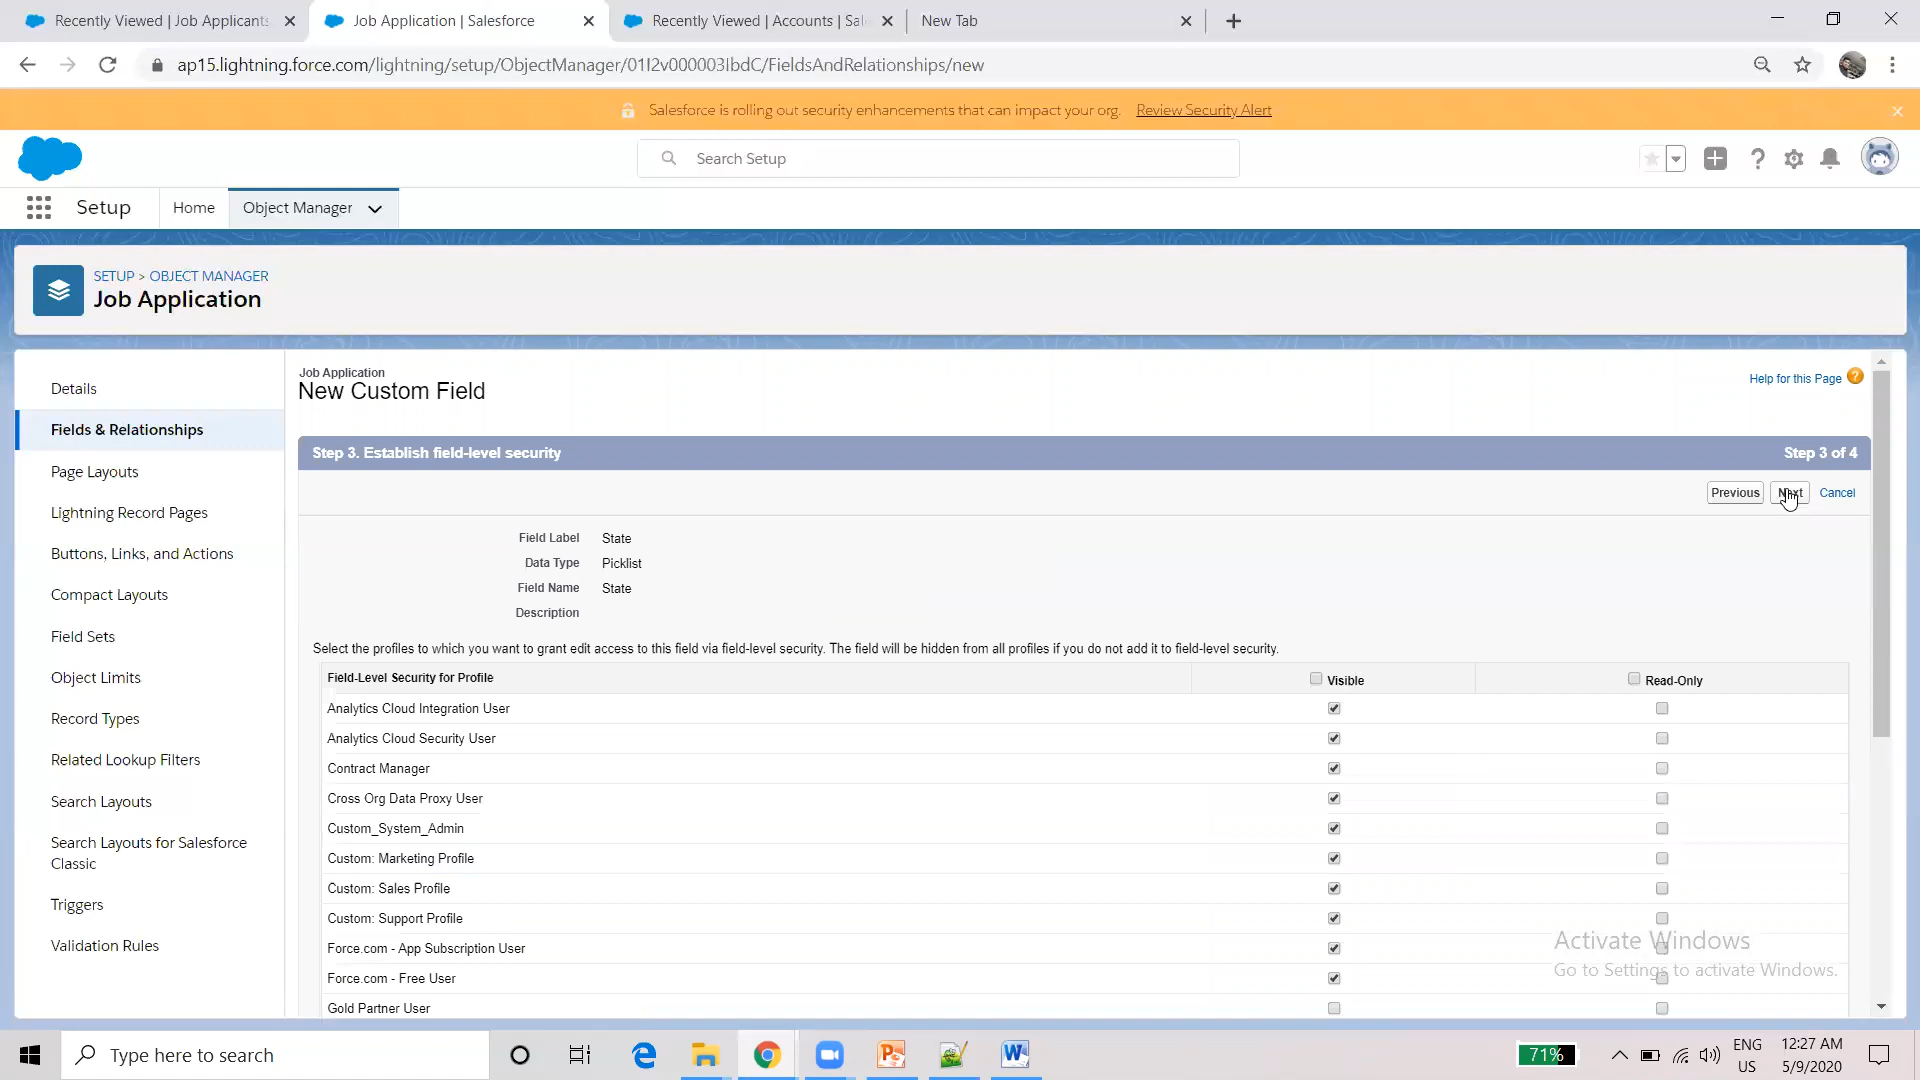 Recently Viewed | Job Applicants
Job Application | Salesforce
Recently Viewed | Accounts | Sal
New Tab
ap15.lightning.force.com/lightning/setup/ObjectManager/01I2v000003IbdC/FieldsAndRelationships/new
Salesforce is rolling out security enhancements that can impact your org. Review Security Alert
Search Setup
Setup
Home
Object Manager
SETUP > OBJECT MANAGER
Job Application
Details
Fields & Relationships
Page Layouts
Lightning Record Pages
Buttons, Links, and Actions
Compact Layouts
Field Sets
Object Limits
Record Types
Related Lookup Filters
Search Layouts
Search Layouts for Salesforce
Classic
Triggers
Validation Rules
Job Application
New Custom Field
Help for this Page
Step 3. Establish field-level security
Step 3 of 4
Previous
Next
Cancel
Field Label State
Data Type Picklist
Field Name State
Description
Select the profiles to which you want to grant edit access to this field via field-level security. The field will be hidden from all profiles if you do not add it to field-level security.
Field-Level Security for Profile
Visible
Read-Only
Analytics Cloud Integration User
Analytics Cloud Security User
Contract Manager
Cross Org Data Proxy User
Custom_System_Admin
Custom: Marketing Profile
Custom: Sales Profile
Custom: Support Profile
Force.com - App Subscription User
Force.com - Free User
Gold Partner User
Activate Windows
Go to Settings to activate Windows.
Type here to search
71%
ENG
US
12:27 AM
5/9/2020